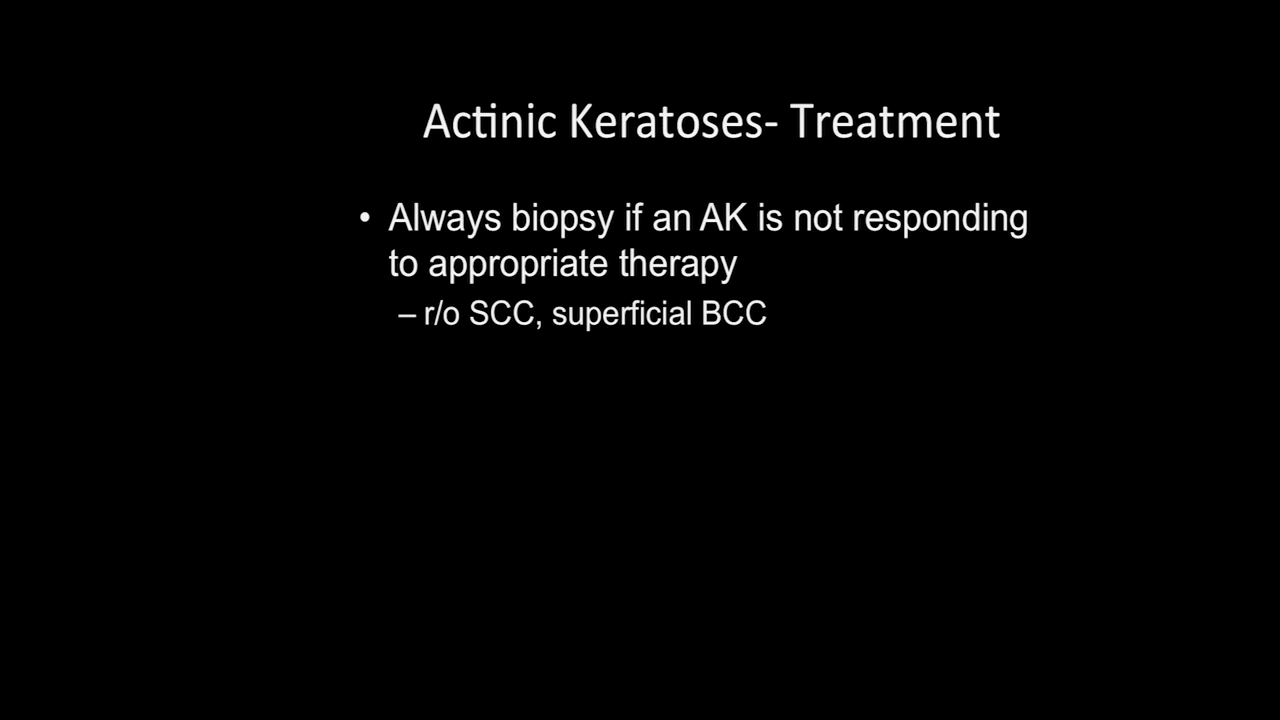 Actinic Keratoses- Treatment
• Always biopsy if an AK is not responding
to appropriate therapy
– r/o SCC, superficial BCC